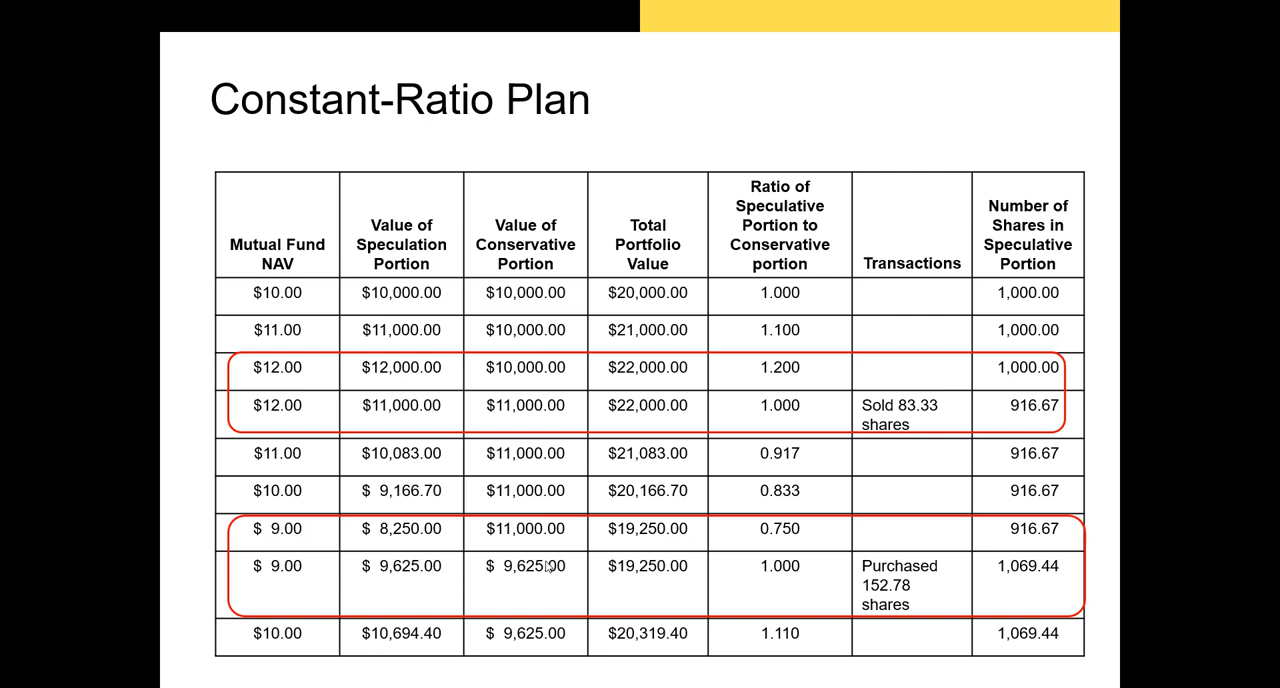 Constant-Ratio Plan
Mutual Fund
NAV
Value of
Speculation
Portion
Value of
Conservative
Portion
Total
Portfolio
Value
Ratio of
Speculative
Portion to
Conservative
portion
Transactions
Number of
Shares in
Speculative
Portion
$10.00 $10,000.00 $10,000.00 $20,000.00 1.000 1,000.00
$11.00 $11,000.00 $10,000.00 $21,000.00 1.100 1,000.00
$12.00 $12,000.00 $10,000.00 $22,000.00 1.200 1,000.00
$12.00 $11,000.00 $11,000.00 $22,000.00 1.000 Sold 83.33 916.67
shares
$11.00 $10,083.00 $11,000.00 $21,083.00 0.917 916.67
$10.00 $ 9,166.70 $11,000.00 $20,166.70 0.833 916.67
$ 9.00 $ 8,250.00 $11,000.00 $19,250.00 0.750 916.67
$ 9.00 $ 9,625.00 $ 9,625.00 $19,250.00 1.000 Purchased 1,069.44
152.78
shares
$10.00 $10,694.40 $ 9,625.00 $20,319.40 1.110 1,069.44